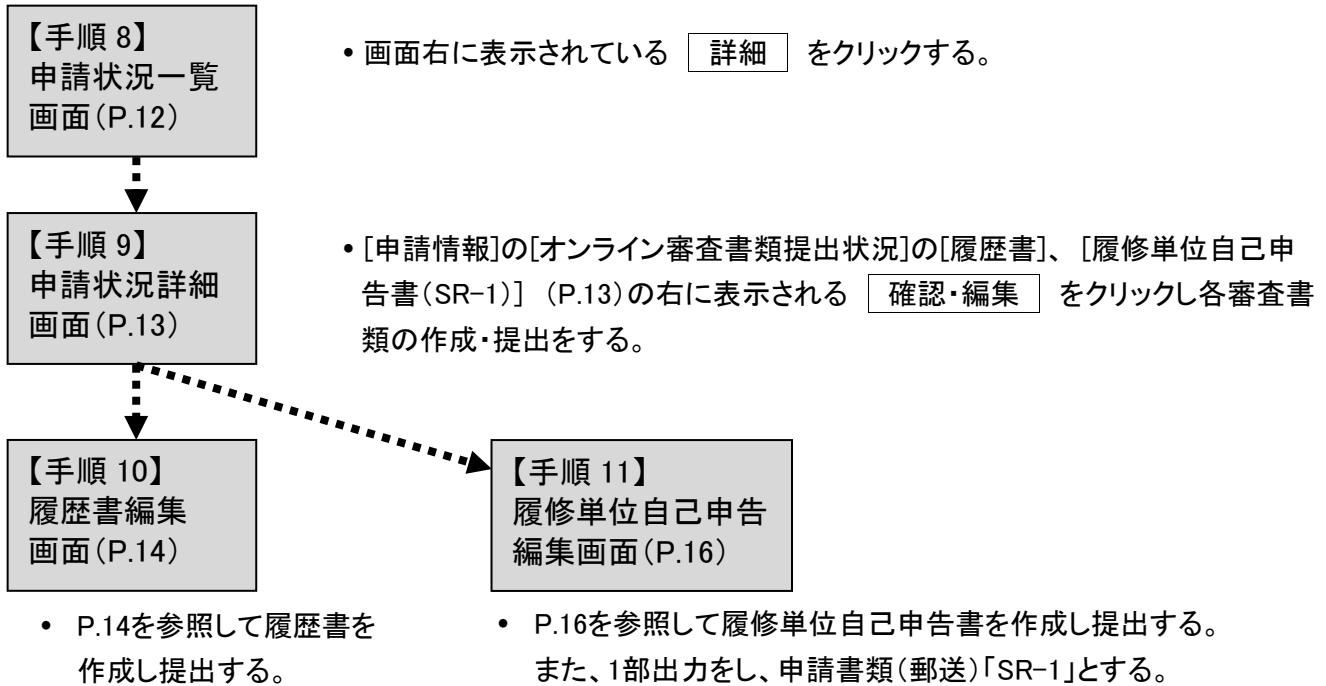 【手順 8】
申請状況一覧
画面（P.12）
• 画面右に表示されている 詳細 をクリックする。
【手順 9】
申請状況詳細
画面（P.13）
• [申請情報]の[オンライン審査書類提出状況]の[履歴書]、[履修単位自己申
告書（SR-1）]（P.13）の右に表示される 確認・編集 をクリックし各審査書
類の作成・提出をする。
【手順 10】
履歴書編集
画面（P.14）
【手順 11】
履修単位自己申告
編集画面（P.16）
• P.14を参照して履歴書を
作成し提出する。
• P.16を参照して履修単位自己申告書を作成し提出する。
また、1部出力をし、申請書類（郵送）「SR-1」とする。